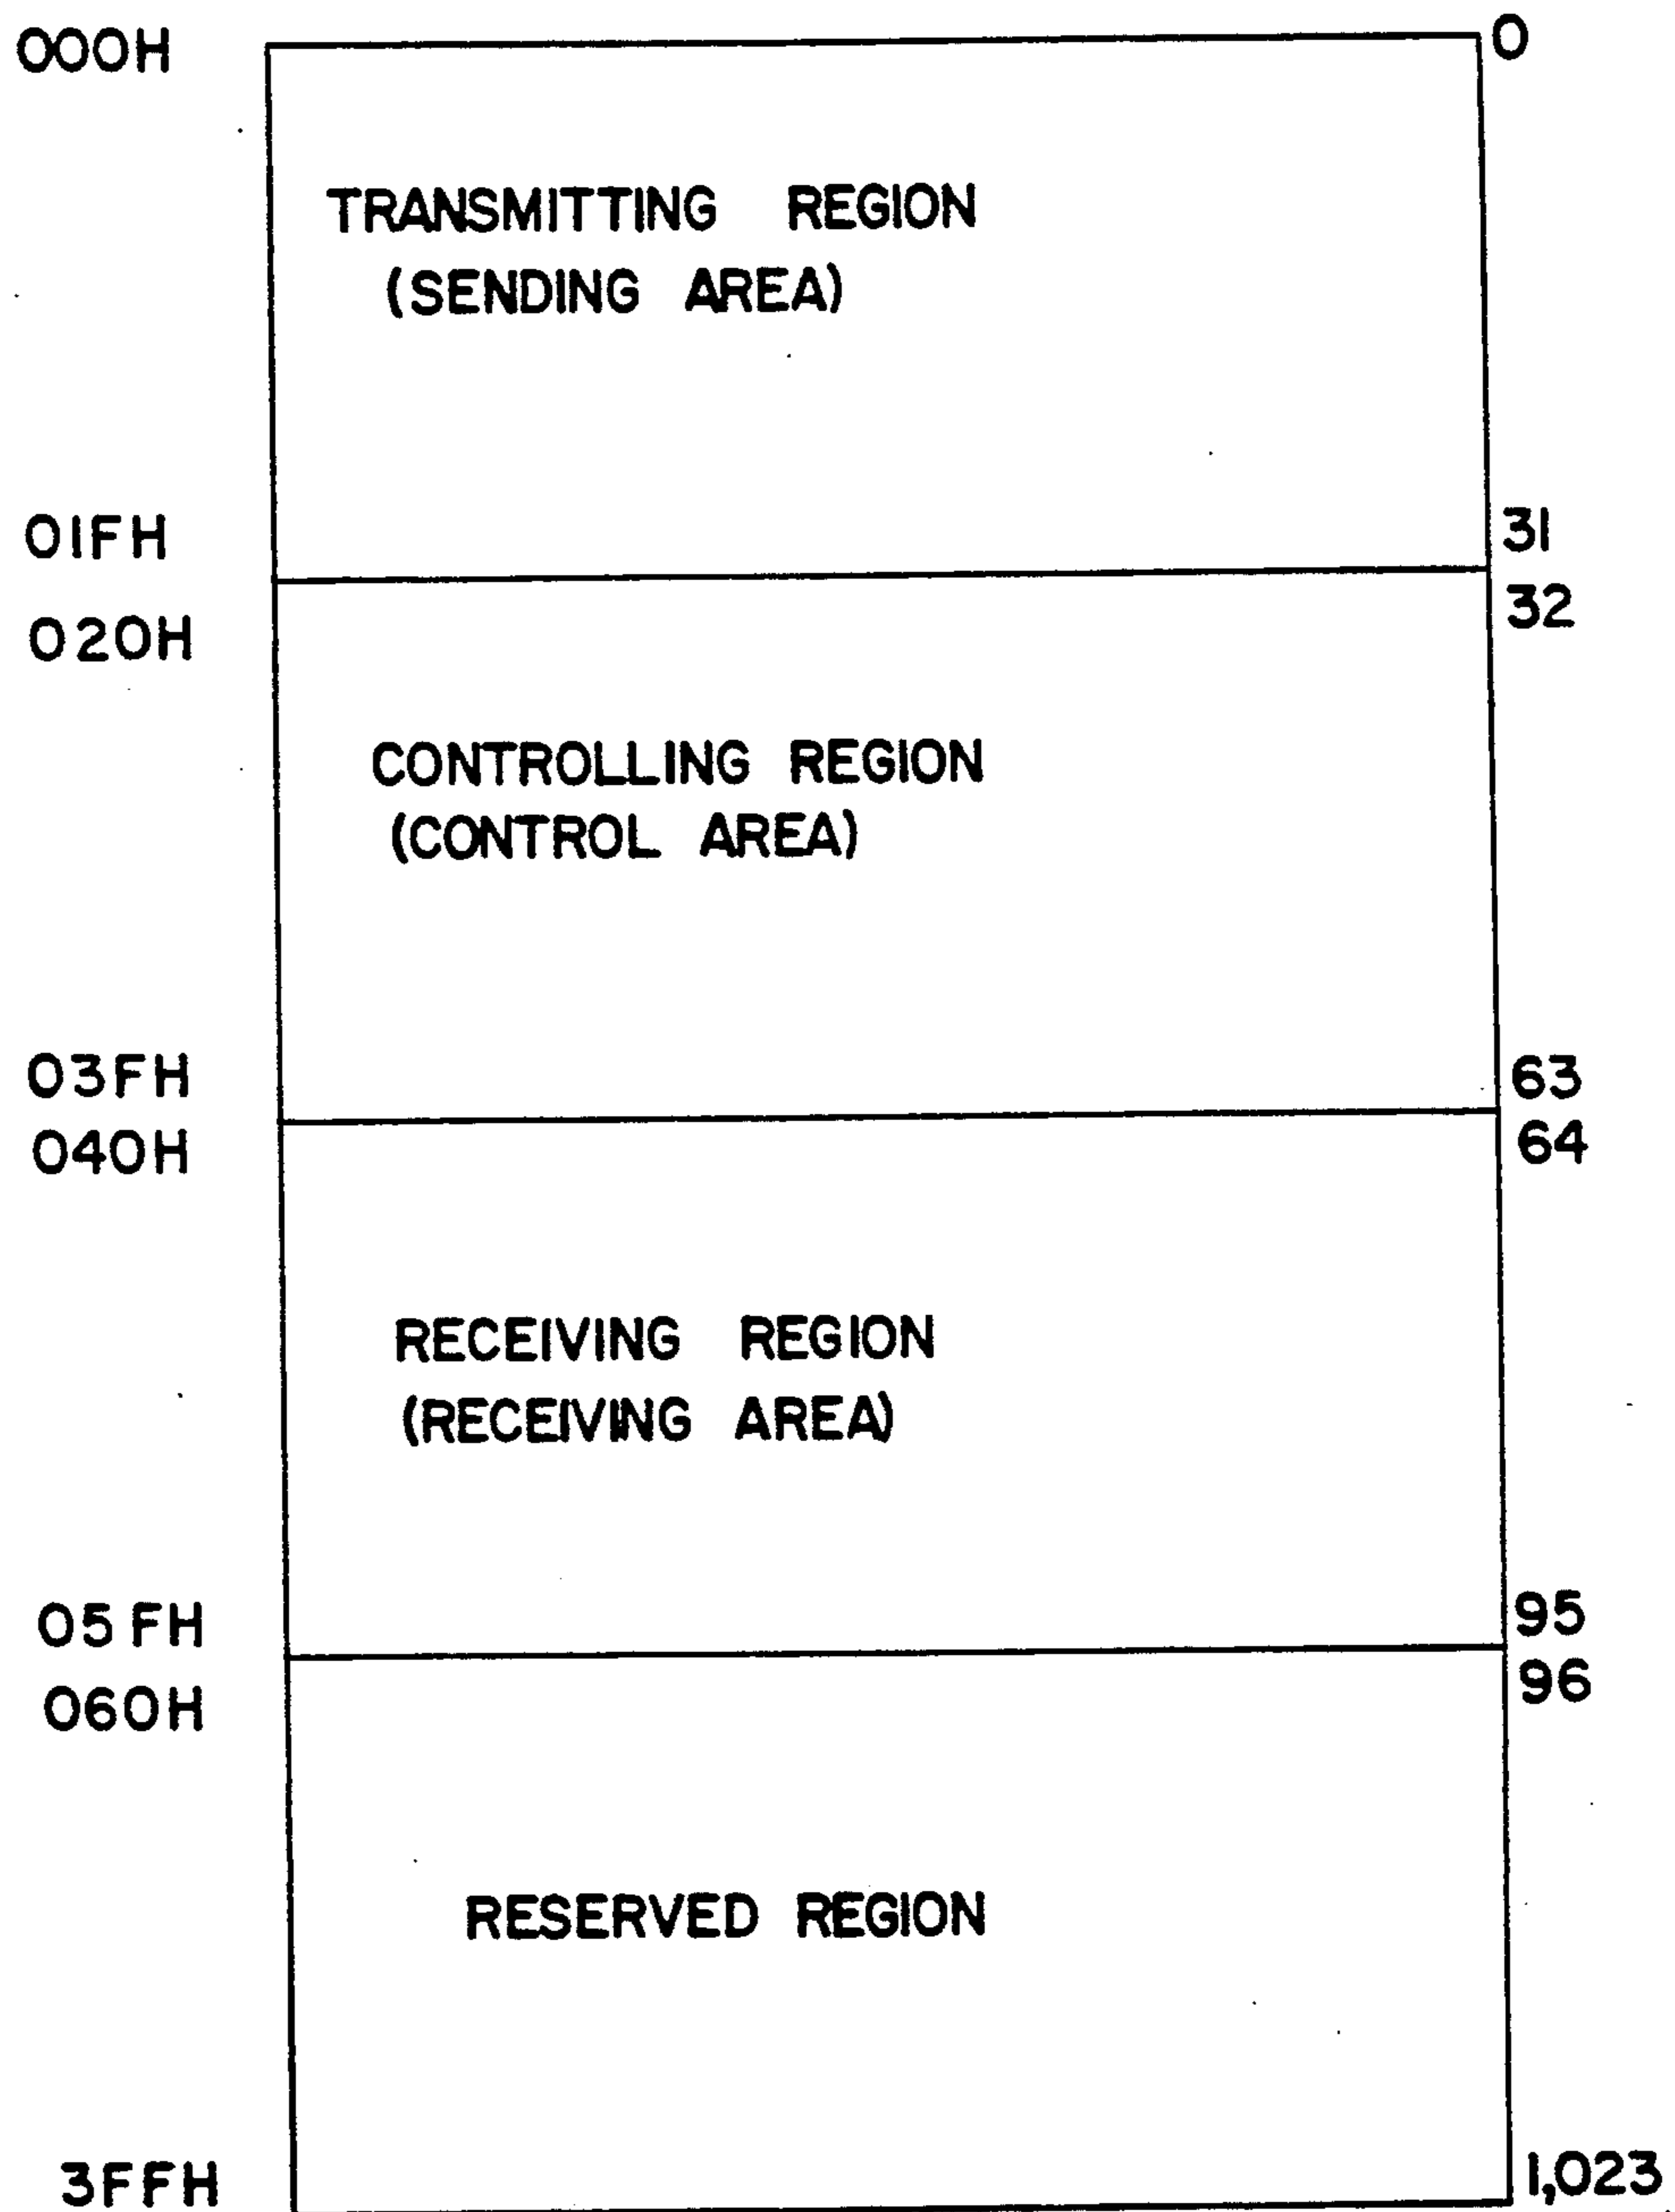 000H 0
TRANSMITTING REGION
(SENDING AREA)
01FH 31
020H 32
CONTROLLING REGION
(CONTROL AREA)
03FH 63
040H 64
RECEIVING REGION
(RECEIVING AREA)
05FH 95
060H 96
RESERVED REGION
3FFH 1,023